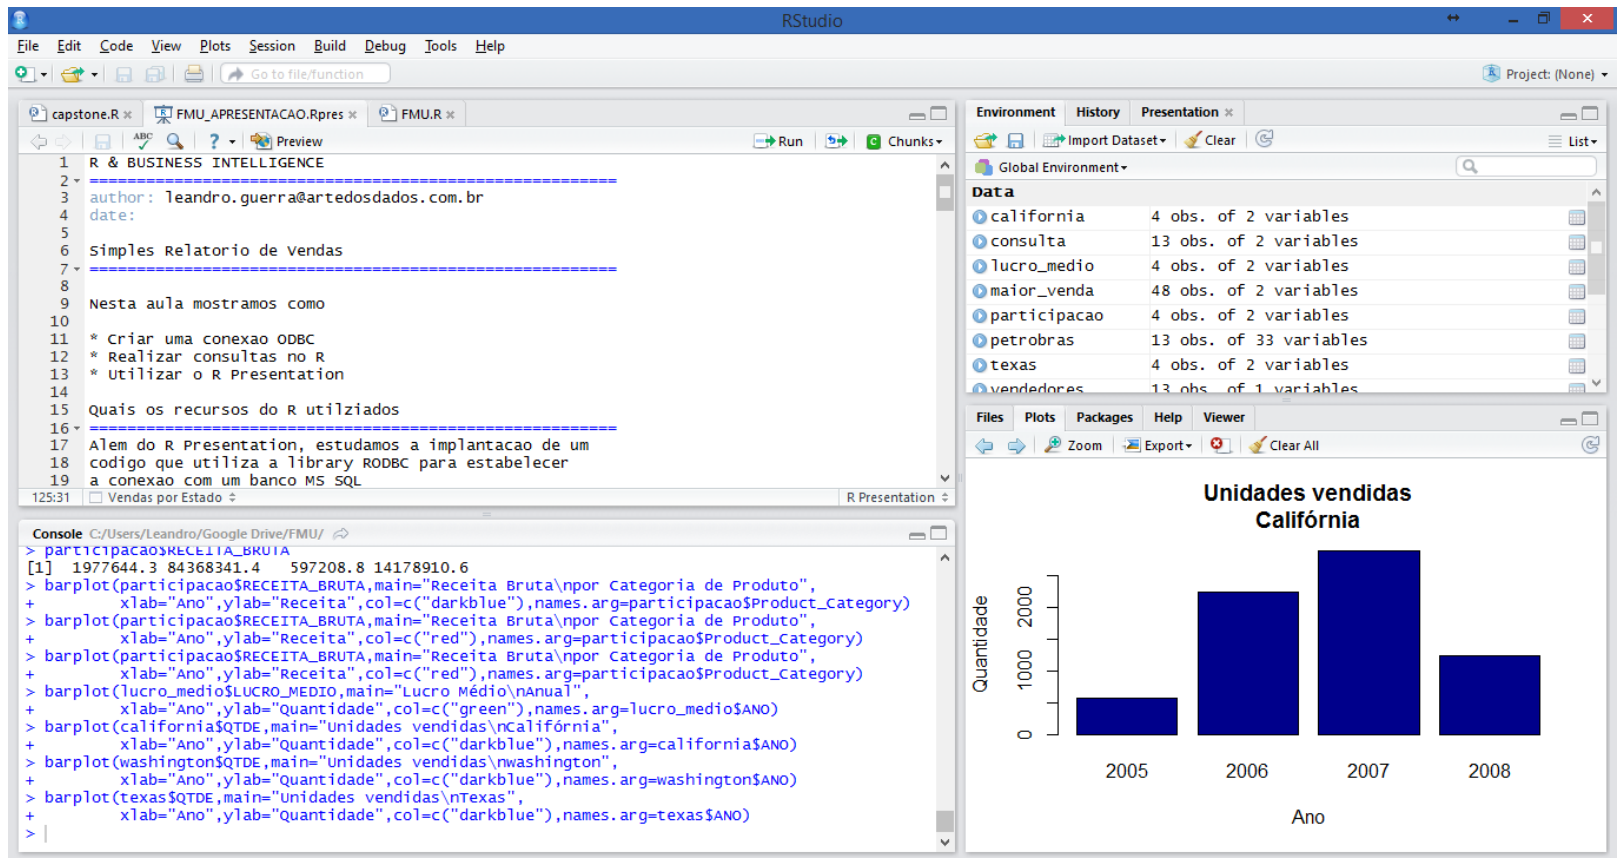 RStudio
File Edit Code View Plots Session Build Debug Tools Help
Go to file/function
Project: (None)
capstone.R
FMU_APRESENTACAO.Rpres
FMU.R
ABC
?
Preview
Run
Chunks
1 R & BUSINESS INTELLIGENCE
2 ========================================================
3 author: leandro.guerra@artedosdados.com.br
4 date:
5
6 Simples Relatorio de Vendas
7 ========================================================
8
9 Nesta aula mostramos como
10
11 * Criar uma conexao ODBC
12 * Realizar consultas no R
13 * Utilizar o R Presentation
14
15 Quais os recursos do R utilziados
16 ========================================================
17 Alem do R Presentation, estudamos a implantacao de um
18 codigo que utiliza a library RODBC para estabelecer
19 a conexao com um banco MS SQL
125:31 Vendas por Estado R Presentation
Console C:/Users/Leandro/Google Drive/FMU/
> participacao$RECEITA_BRUTA
[1] 1977644.3 84368341.4 597208.8 14178910.6
> barplot(participacao$RECEITA_BRUTA,main="Receita Bruta\npor Categoria de Produto",
+ xlab="Ano",ylab="Receita",col=c("darkblue"),names.arg=participacao$Product_Category)
> barplot(participacao$RECEITA_BRUTA,main="Receita Bruta\npor Categoria de Produto",
+ xlab="Ano",ylab="Receita",col=c("red"),names.arg=participacao$Product_Category)
> barplot(participacao$RECEITA_BRUTA,main="Receita Bruta\npor Categoria de Produto",
+ xlab="Ano",ylab="Receita",col=c("red"),names.arg=participacao$Product_Category)
> barplot(lucro_medio$LUCRO_MEDIO,main="Lucro Médio\nAnual",
+ xlab="Ano",ylab="Quantidade",col=c("green"),names.arg=lucro_medio$ANO)
> barplot(california$QTDE,main="Unidades vendidas\nCalifórnia",
+ xlab="Ano",ylab="Quantidade",col=c("darkblue"),names.arg=california$ANO)
> barplot(washington$QTDE,main="Unidades vendidas\nwashington",
+ xlab="Ano",ylab="Quantidade",col=c("darkblue"),names.arg=washington$ANO)
> barplot(texas$QTDE,main="Unidades vendidas\nTexas",
+ xlab="Ano",ylab="Quantidade",col=c("darkblue"),names.arg=texas$ANO)
>
Environment History Presentation
Import Dataset Clear List
Global Environment
Data
california 4 obs. of 2 variables
consulta 13 obs. of 2 variables
lucro_medio 4 obs. of 2 variables
maior_venda 48 obs. of 2 variables
participacao 4 obs. of 2 variables
petrobras 13 obs. of 33 variables
texas 4 obs. of 2 variables
vendedores 13 obs. of 1 variables
Files Plots Packages Help Viewer
Zoom Export Clear All
Unidades vendidas
Califórnia
Quantidade
2000
1000
0
2005 2006 2007 2008
Ano